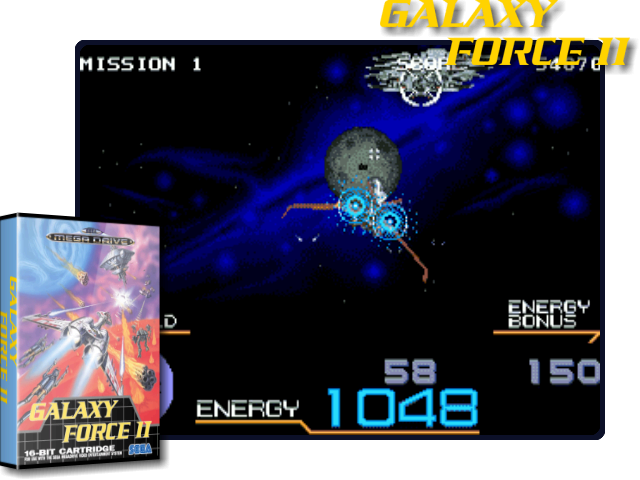 GALAXY
FORCE II
MISSION 1
ENERGY
BONUS
58
150
ENERGY 1048
MEGA DRIVE
GALAXY
FORCE II
GALAXY
FORCE II
16-BIT CARTRIDGE
SEGA